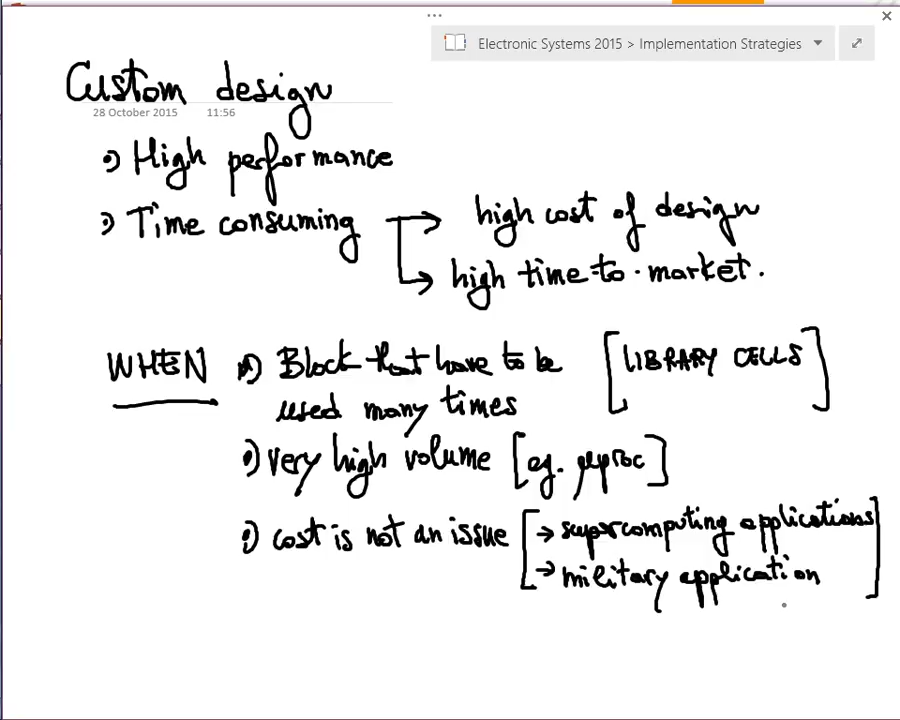 Electronic Systems 2015 > Implementation Strategies
Custom design
28 October 2015 11:56
High performance
Time consuming → high cost of design
→ high time-to-market.
WHEN Block that have to be [LIBRARY CELLS]
used many times
very high volume [eg. μproc]
cost is not an issue [→ supercomputing applications
→ military application]